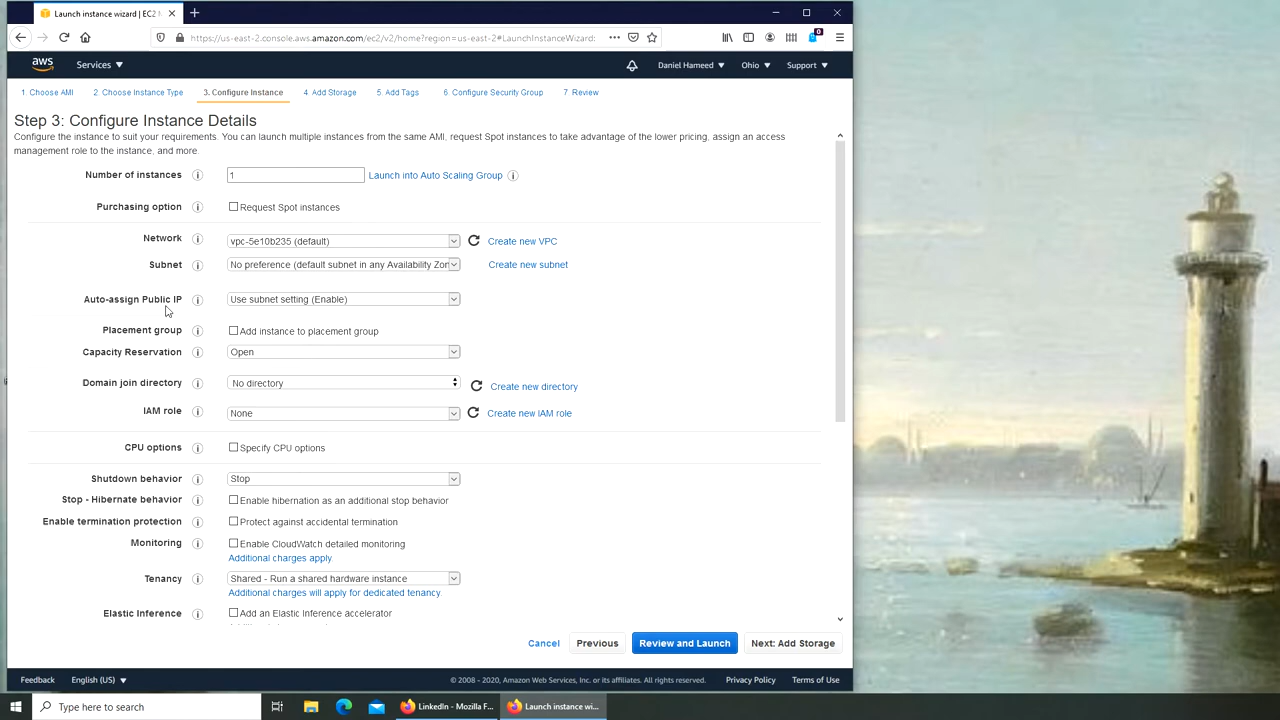 Launch instance wizard | EC2 M
https://us-east-2.console.aws.amazon.com/ec2/v2/home?region=us-east-2#LaunchInstanceWizard:
0
aws
Services
Daniel Hameed
Ohio
Support
1. Choose AMI
2. Choose Instance Type
3. Configure Instance
4. Add Storage
5. Add Tags
6. Configure Security Group
7. Review
Step 3: Configure Instance Details
Configure the instance to suit your requirements. You can launch multiple instances from the same AMI, request Spot instances to take advantage of the lower pricing, assign an access
management role to the instance, and more.
Number of instances
1
Launch into Auto Scaling Group
Purchasing option
Request Spot instances
Network
vpc-5e10b235 (default)
Create new VPC
Subnet
No preference (default subnet in any Availability Zon
Create new subnet
Auto-assign Public IP
Use subnet setting (Enable)
Placement group
Add instance to placement group
Capacity Reservation
Open
Domain join directory
No directory
Create new directory
IAM role
None
Create new IAM role
CPU options
Specify CPU options
Shutdown behavior
Stop
Stop - Hibernate behavior
Enable hibernation as an additional stop behavior
Enable termination protection
Protect against accidental termination
Monitoring
Enable CloudWatch detailed monitoring
Additional charges apply.
Tenancy
Shared - Run a shared hardware instance
Additional charges will apply for dedicated tenancy.
Elastic Inference
Add an Elastic Inference accelerator
Cancel
Previous
Review and Launch
Next: Add Storage
Feedback
English (US)
© 2008 - 2020, Amazon Web Services, Inc. or its affiliates. All rights reserved.
Privacy Policy
Terms of Use
Type here to search
LinkedIn - Mozilla F...
Launch instance wi...